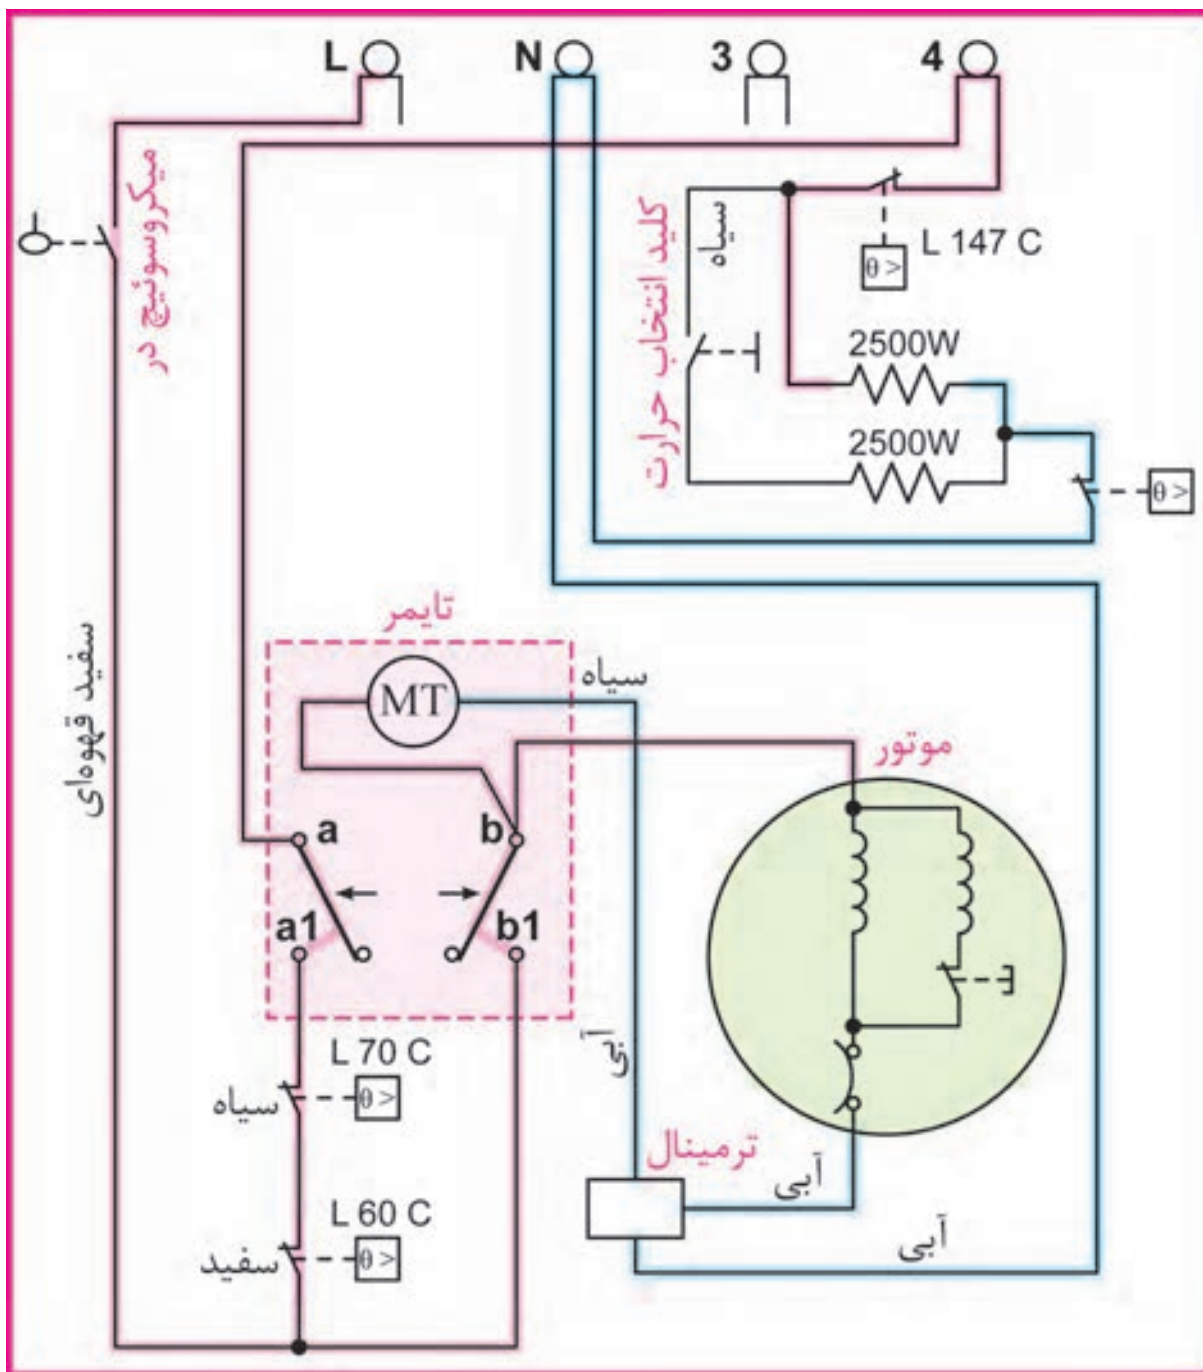 L N 3 4
میکروسوئیچ در
سیاه
کلید انتخاب حرارت
L 147 C
θ >
2500W
2500W
θ >
سفید قهوه‌ای
تایمر
MT
سیاه
موتور
a b
a1 b1
آبی
L 70 C
سیاه
θ >
ترمینال
آبی
L 60 C
سفید
θ >
آبی